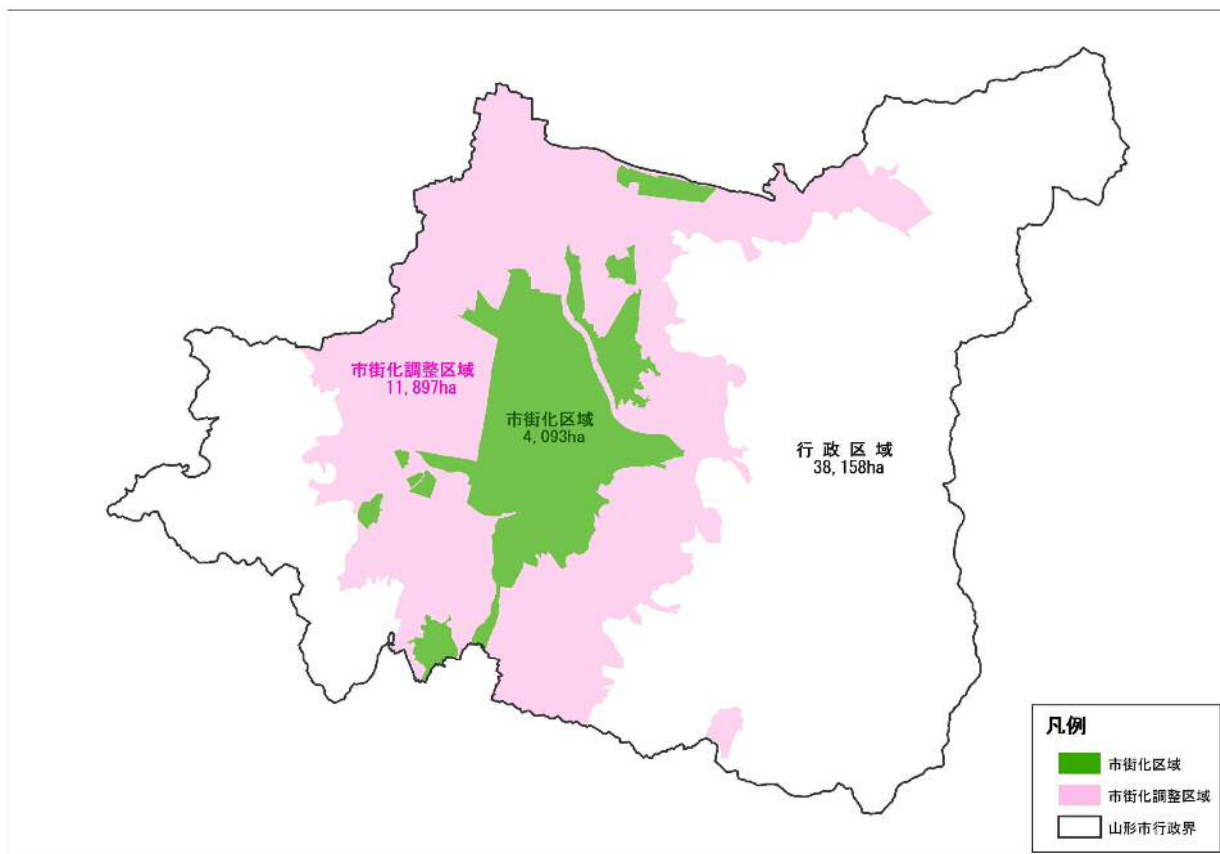 市街化調整区域
11,897ha
市街化区域
4,093ha
行政区域
38,158ha
凡例
市街化区域
市街化調整区域
山形市行政界